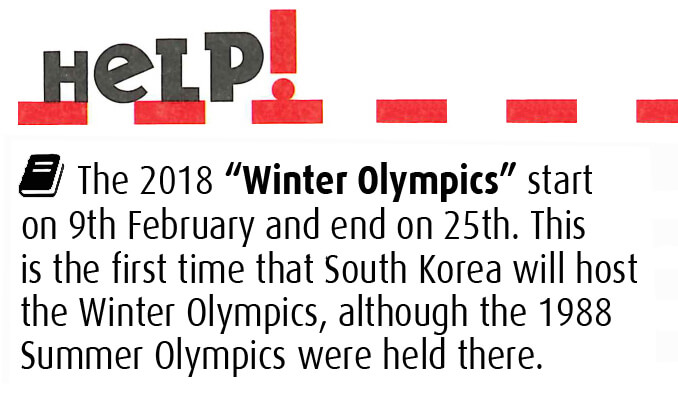 HeLP!
The 2018 “Winter Olympics” start
on 9th February and end on 25th. This
is the first time that South Korea will host
the Winter Olympics, although the 1988
Summer Olympics were held there.